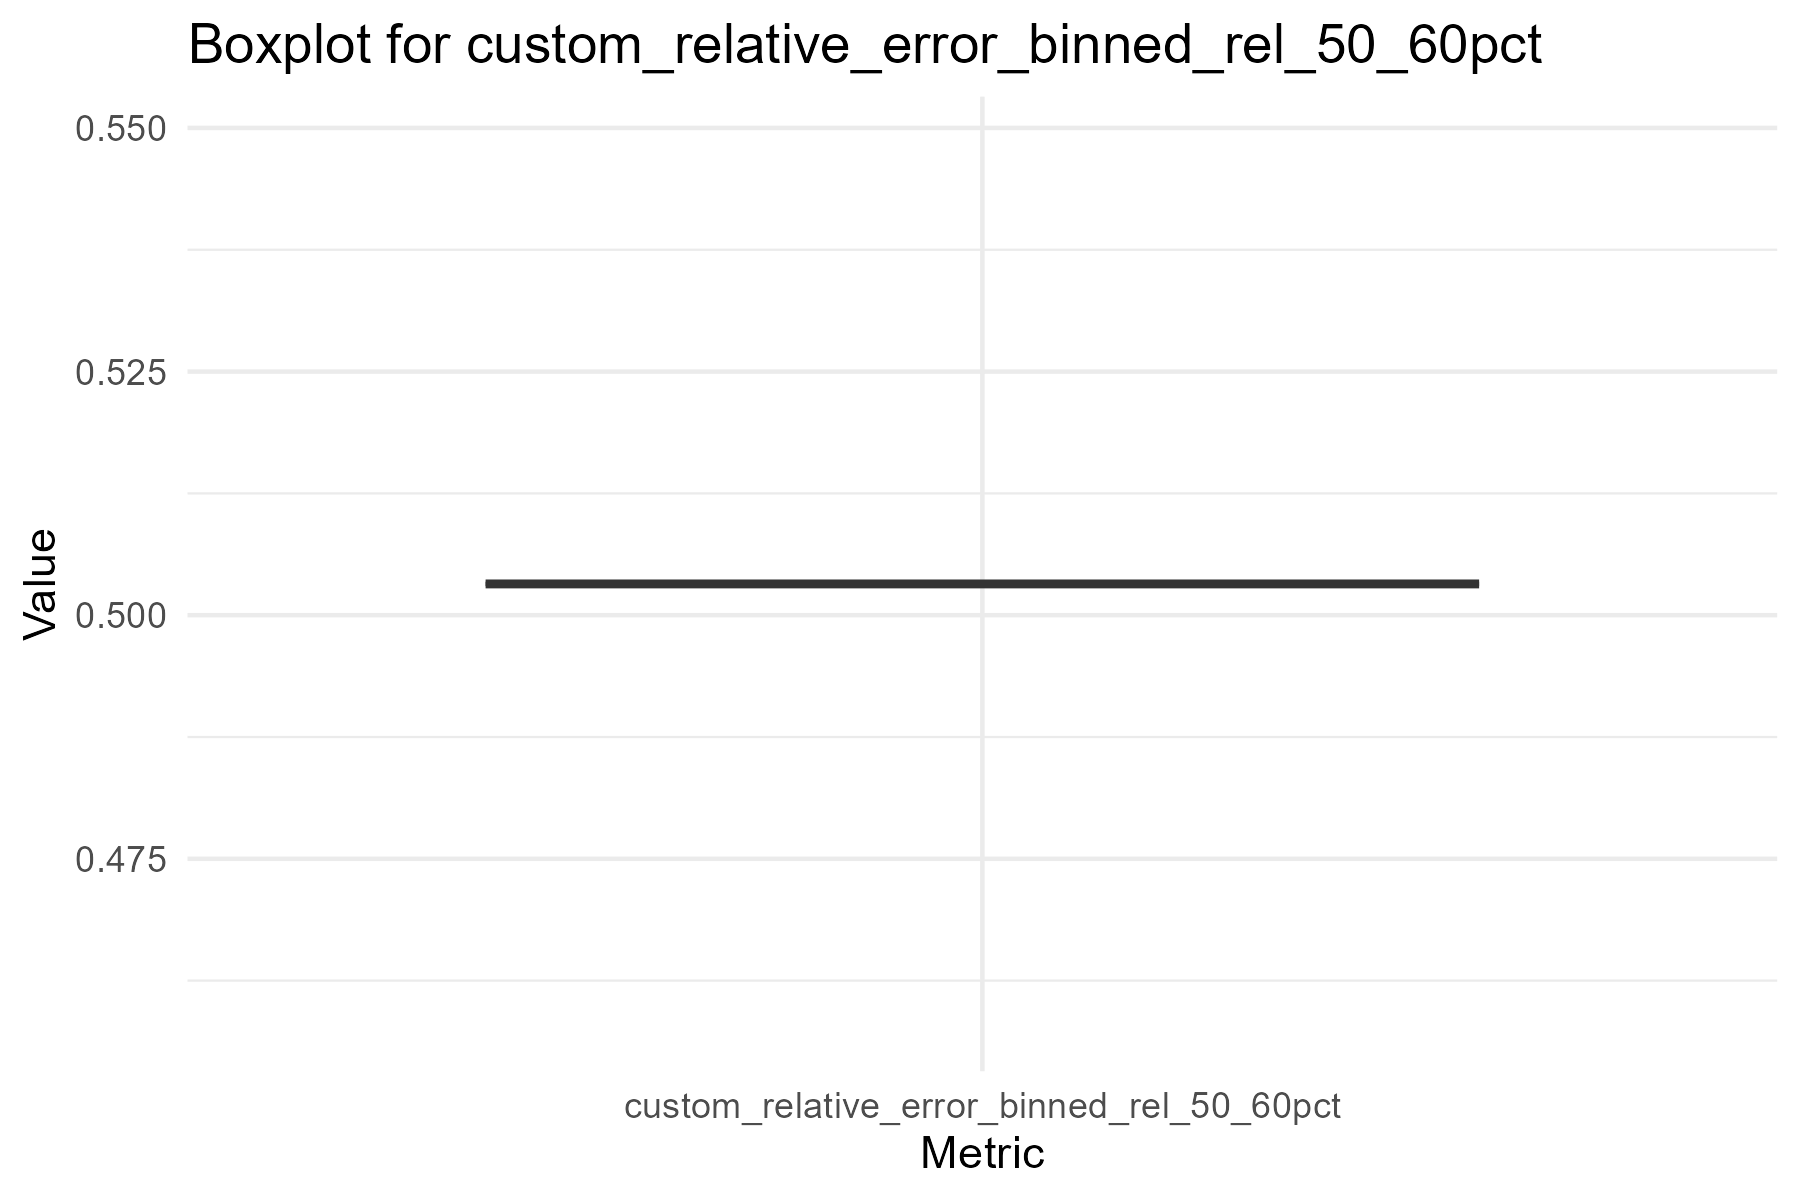 Boxplot for custom_relative_error_binned_rel_50_60pct
0.550
0.525
0.500
0.475
Value
custom_relative_error_binned_rel_50_60pct
Metric